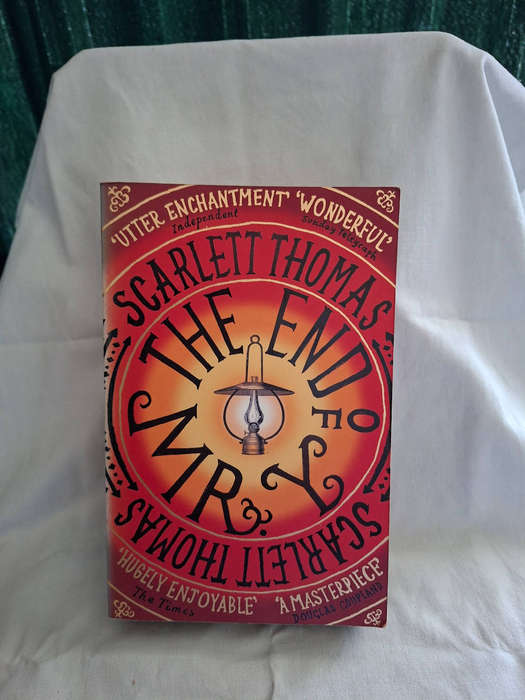 'UTTER ENCHANTMENT' 'WONDERFUL'
Independent Sunday Telegraph
SCARLETT THOMAS
THE END
OF
MR. Y
SCARLETT THOMAS
'HUGELY ENJOYABLE' 'A MASTERPIECE'
The Times DOUGLAS COUPLAND